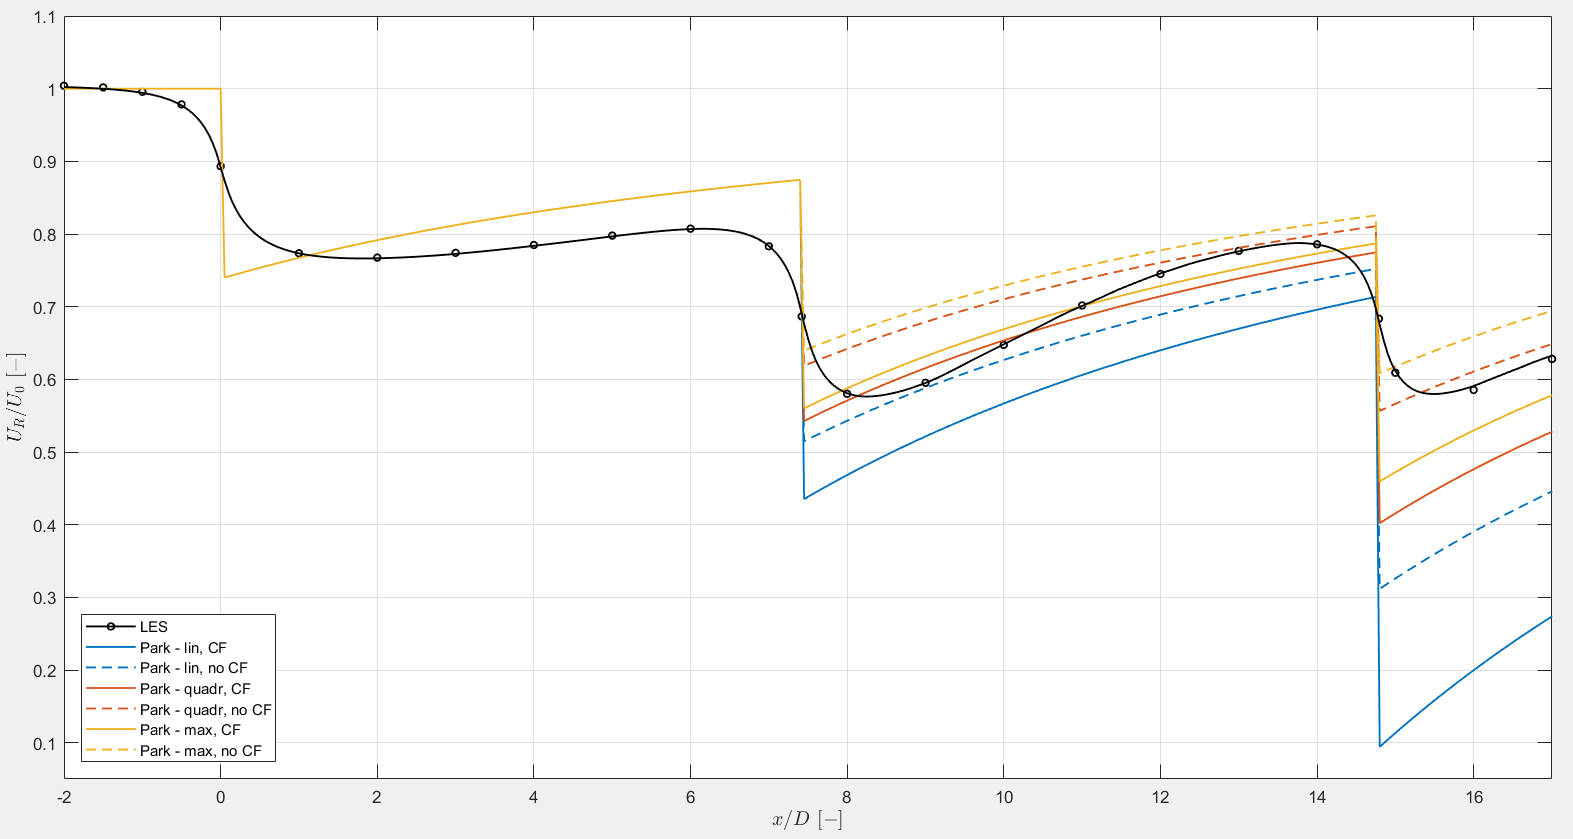 1.1
1
0.9
0.8
0.7
0.6
0.5
0.4
0.3
0.2
0.1
U_R/U_0 [−]
LES
Park - lin, CF
Park - lin, no CF
Park - quadr, CF
Park - quadr, no CF
Park - max, CF
Park - max, no CF
-2 0 2 4 6 8 10 12 14 16
x/D [−]